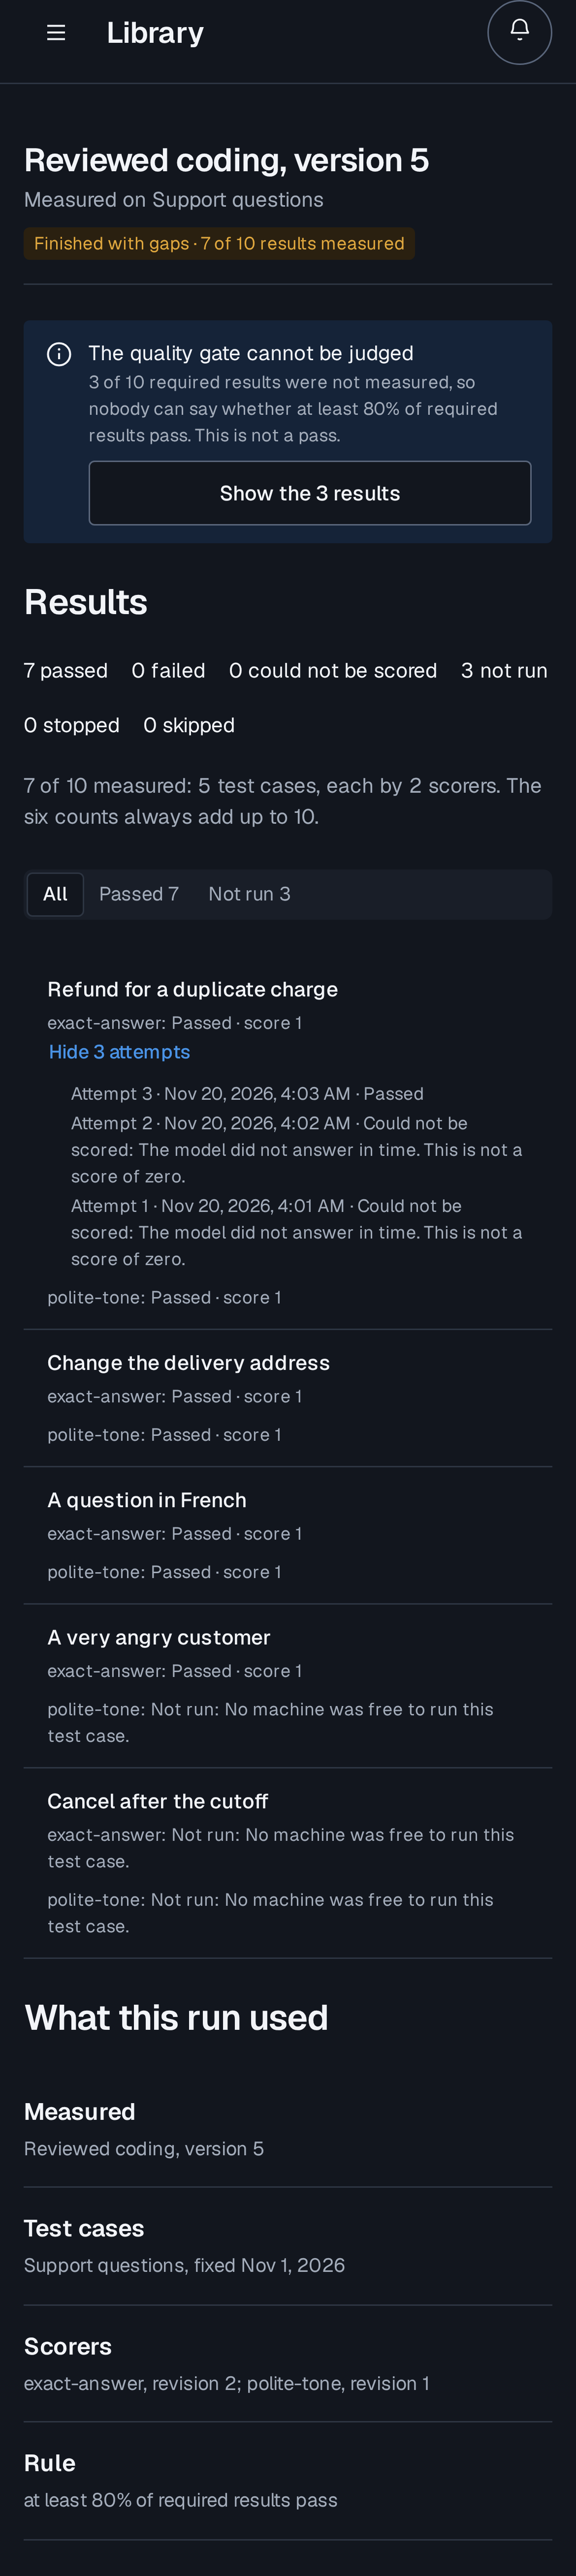 Library
Reviewed coding, version 5
Measured on Support questions
Finished with gaps · 7 of 10 results measured
The quality gate cannot be judged
3 of 10 required results were not measured, so
nobody can say whether at least 80% of required
results pass. This is not a pass.
Show the 3 results
Results
7 passed 0 failed 0 could not be scored 3 not run
0 stopped 0 skipped
7 of 10 measured: 5 test cases, each by 2 scorers. The
six counts always add up to 10.
All Passed 7 Not run 3
Refund for a duplicate charge
exact-answer: Passed · score 1
Hide 3 attempts
Attempt 3 · Nov 20, 2026, 4:03 AM · Passed
Attempt 2 · Nov 20, 2026, 4:02 AM · Could not be
scored: The model did not answer in time. This is not a
score of zero.
Attempt 1 · Nov 20, 2026, 4:01 AM · Could not be
scored: The model did not answer in time. This is not a
score of zero.
polite-tone: Passed · score 1
Change the delivery address
exact-answer: Passed · score 1
polite-tone: Passed · score 1
A question in French
exact-answer: Passed · score 1
polite-tone: Passed · score 1
A very angry customer
exact-answer: Passed · score 1
polite-tone: Not run: No machine was free to run this
test case.
Cancel after the cutoff
exact-answer: Not run: No machine was free to run this
test case.
polite-tone: Not run: No machine was free to run this
test case.
What this run used
Measured
Reviewed coding, version 5
Test cases
Support questions, fixed Nov 1, 2026
Scorers
exact-answer, revision 2; polite-tone, revision 1
Rule
at least 80% of required results pass